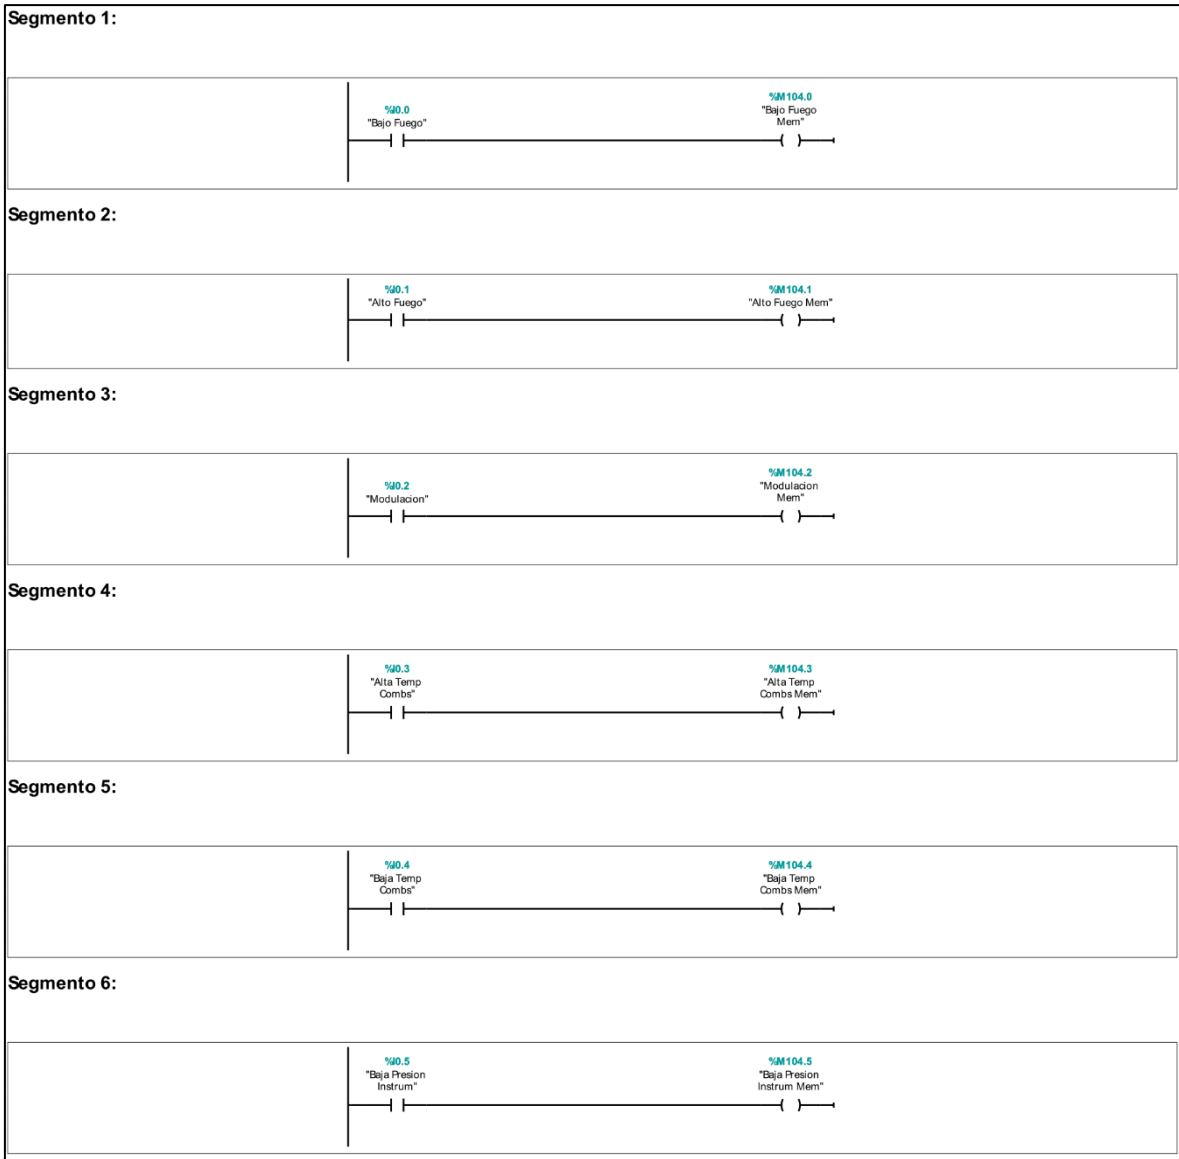 Segmento 1:
%I0.0
"Bajo Fuego"
%M104.0
"Bajo Fuego
Mem"
Segmento 2:
%I0.1
"Alto Fuego"
%M104.1
"Alto Fuego Mem"
Segmento 3:
%I0.2
"Modulacion"
%M104.2
"Modulacion
Mem"
Segmento 4:
%I0.3
"Alta Temp
Combs"
%M104.3
"Alta Temp
Combs Mem"
Segmento 5:
%I0.4
"Baja Temp
Combs"
%M104.4
"Baja Temp
Combs Mem"
Segmento 6:
%I0.5
"Baja Presion
Instrum"
%M104.5
"Baja Presion
Instrum Mem"